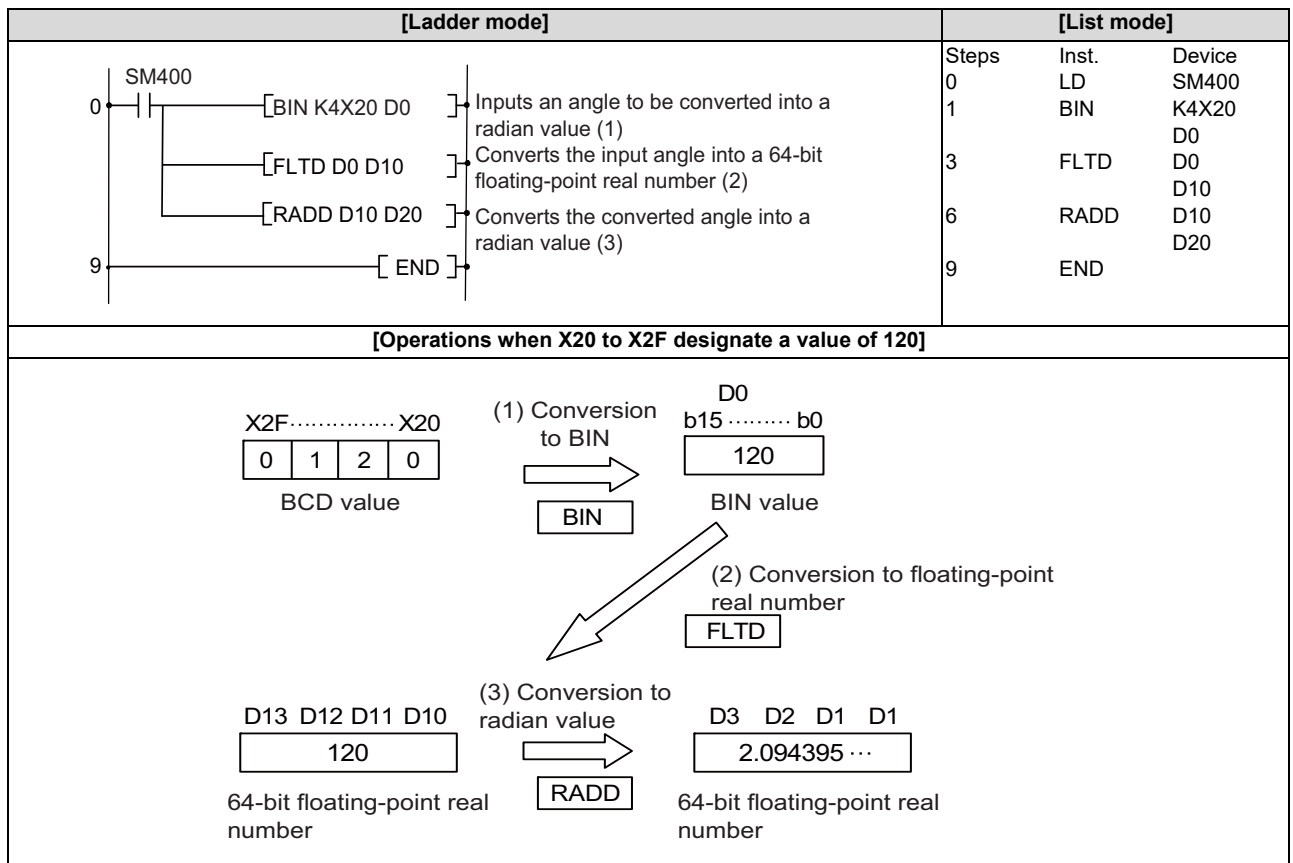 [Ladder mode] [List mode]
SM400
0 [BIN K4X20 D0 ] Inputs an angle to be converted into a
radian value (1)
[FLTD D0 D10 ] Converts the input angle into a 64-bit
floating-point real number (2)
[RADD D10 D20 ] Converts the converted angle into a
radian value (3)
9 [ END ]
Steps Inst. Device
0 LD SM400
1 BIN K4X20
D0
3 FLTD D0
D10
6 RADD D10
D20
9 END
[Operations when X20 to X2F designate a value of 120]
X2F················X20
0 1 2 0
BCD value
(1) Conversion
to BIN
BIN
D0
b15 ········· b0
120
BIN value
(2) Conversion to floating-point
real number
FLTD
D13 D12 D11 D10
120
64-bit floating-point real
number
(3) Conversion to
radian value
RADD
D3 D2 D1 D1
2.094395 ···
64-bit floating-point real
number